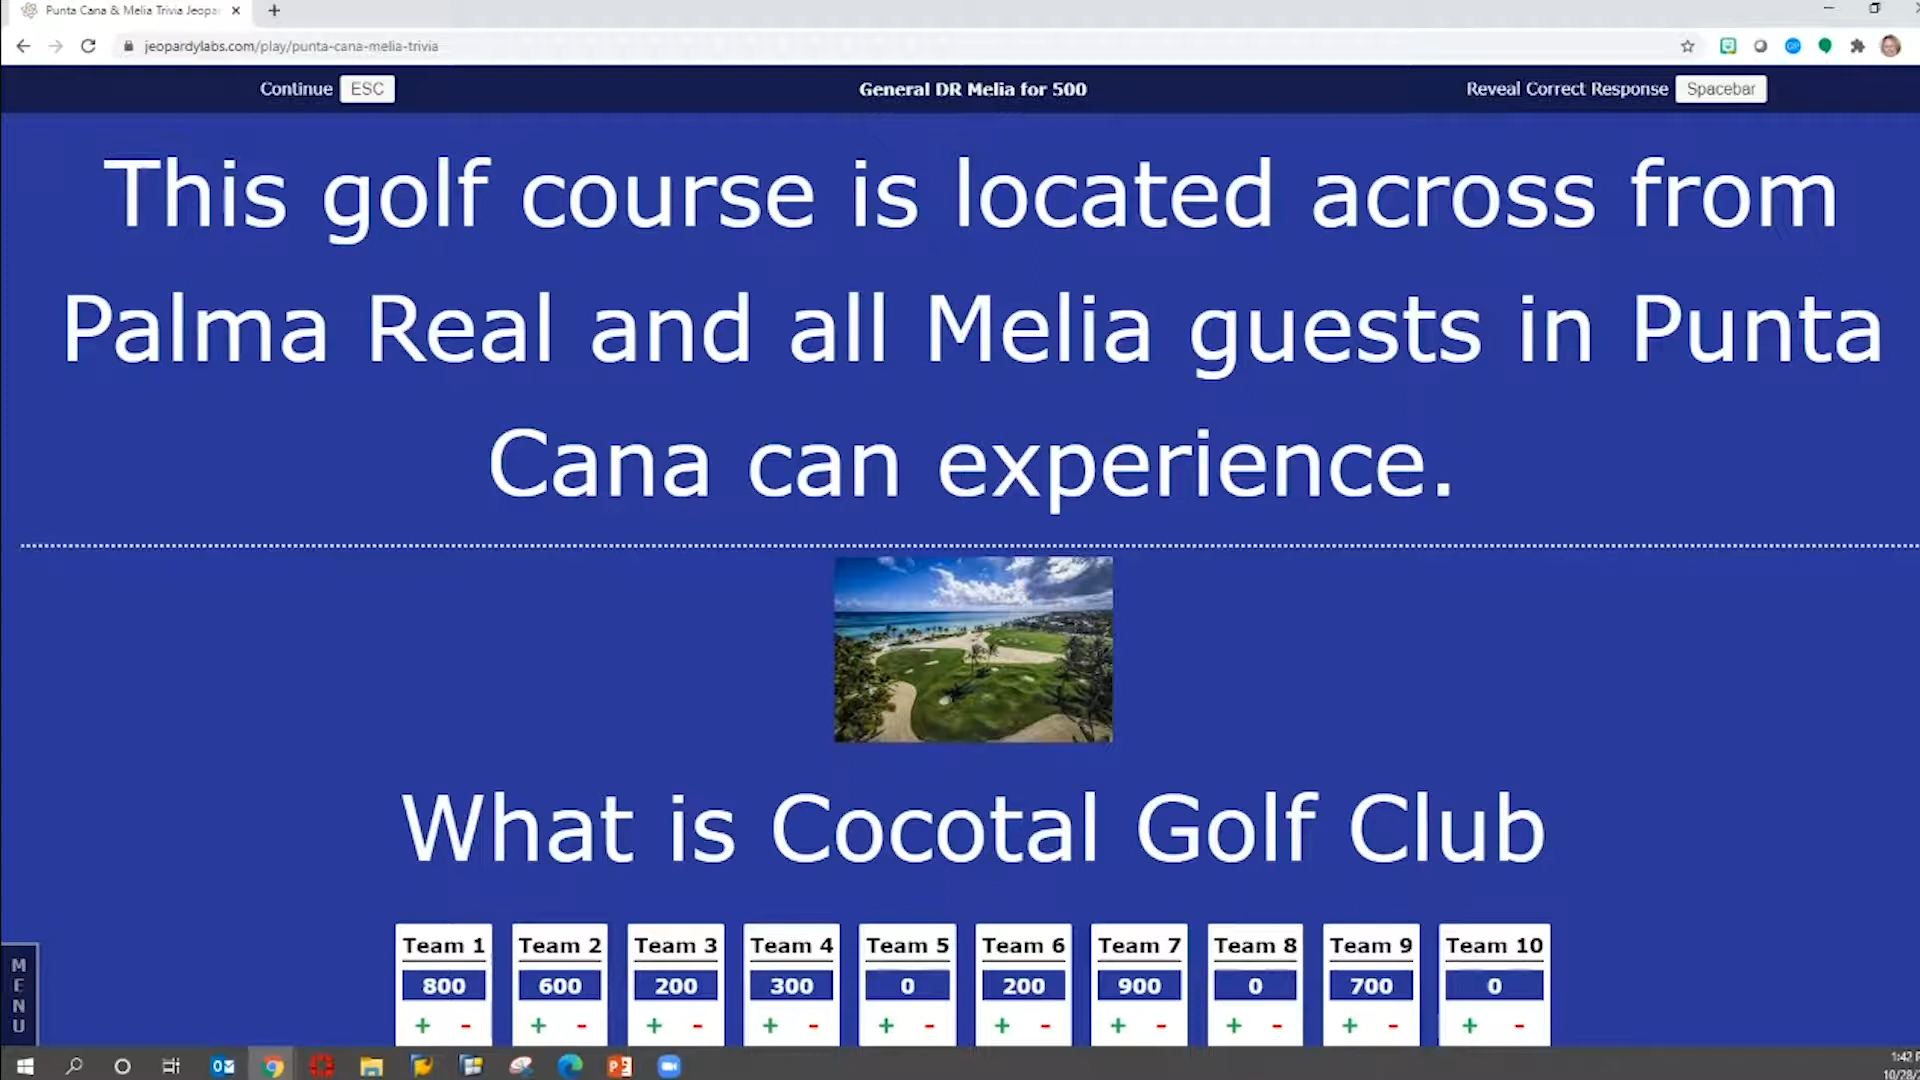 Punta Cana & Melia Trivia Jeopar
jeopardylabs.com/play/punta-cana-melia-trivia
Continue ESC
General DR Melia for 500
Reveal Correct Response Spacebar
This golf course is located across from
Palma Real and all Melia guests in Punta
Cana can experience.
What is Cocotal Golf Club
Team 1 Team 2 Team 3 Team 4 Team 5 Team 6 Team 7 Team 8 Team 9 Team 10
800 600 200 300 0 200 900 0 700 0
+ - + - + - + - + - + - + - + - + - + -
MENU
1:42 P
10/28/